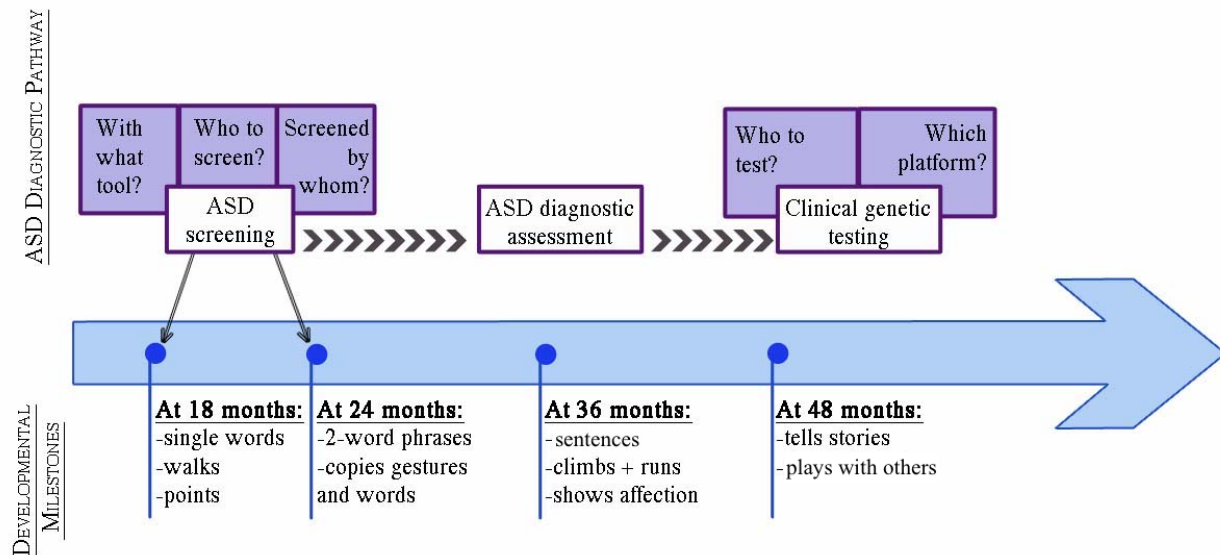 ASD DIAGNOSTIC PATHWAY
With
what
tool?
Who to
screen?
Screened
by
whom?
ASD
screening
ASD diagnostic
assessment
Who to
test?
Which
platform?
Clinical genetic
testing
DEVELOPMENTAL
MILESTONES
At 18 months:
-single words
-walks
-points
At 24 months:
-2-word phrases
-copies gestures
and words
At 36 months:
-sentences
-climbs + runs
-shows affection
At 48 months:
-tells stories
-plays with others